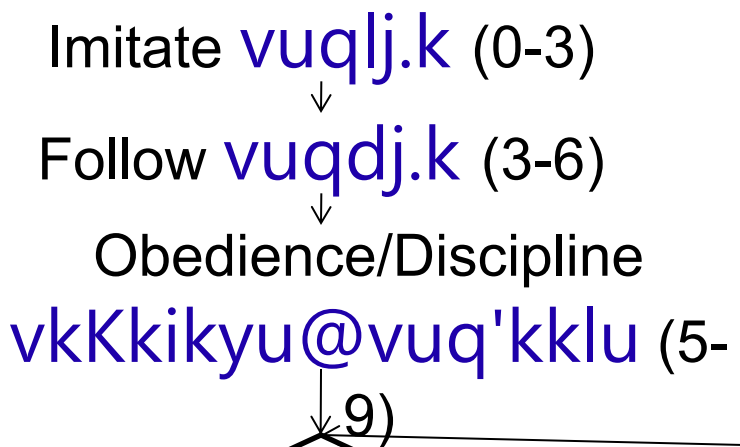 Imitate vuqlj.k (0-3)
Follow vuqdj.k (3-6)
Obedience/Discipline
vkKkikyu@vuq'kklu (5-
9)